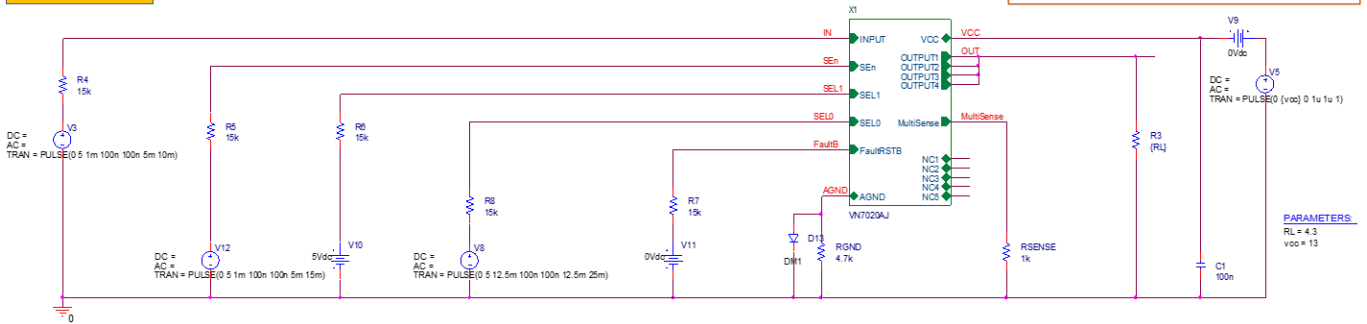 X1
IN
INPUT
VCC
VCC
V9
0Vdc
SEn
SEn
OUTPUT1
OUTPUT2
OUTPUT3
OUTPUT4
OUT
R4
15k
SEL1
SEL1
DC =
AC =
TRAN = PULSE(0 {vcc} 0 1u 1u 1)
V5
SEL0
SEL0
MultiSense
MultiSense
V3
DC =
AC =
TRAN = PULSE(0 5 1m 100n 100n 5m 10m)
R5
15k
R6
15k
R3
{RL}
FaultB
FaultRSTB
NC1
NC2
NC3
NC4
NC5
AGND
AGND
VN7020AJ
R8
15k
R7
15k
PARAMETERS:
RL = 4.3
vcc = 13
D13
DM1
RGND
4.7k
RSENSE
1k
V12
DC =
AC =
TRAN = PULSE(0 5 1m 100n 100n 5m 15m)
V10
5Vdc
V8
DC =
AC =
TRAN = PULSE(0 5 12.5m 100n 100n 12.5m 25m)
V11
0Vdc
C1
100n
0